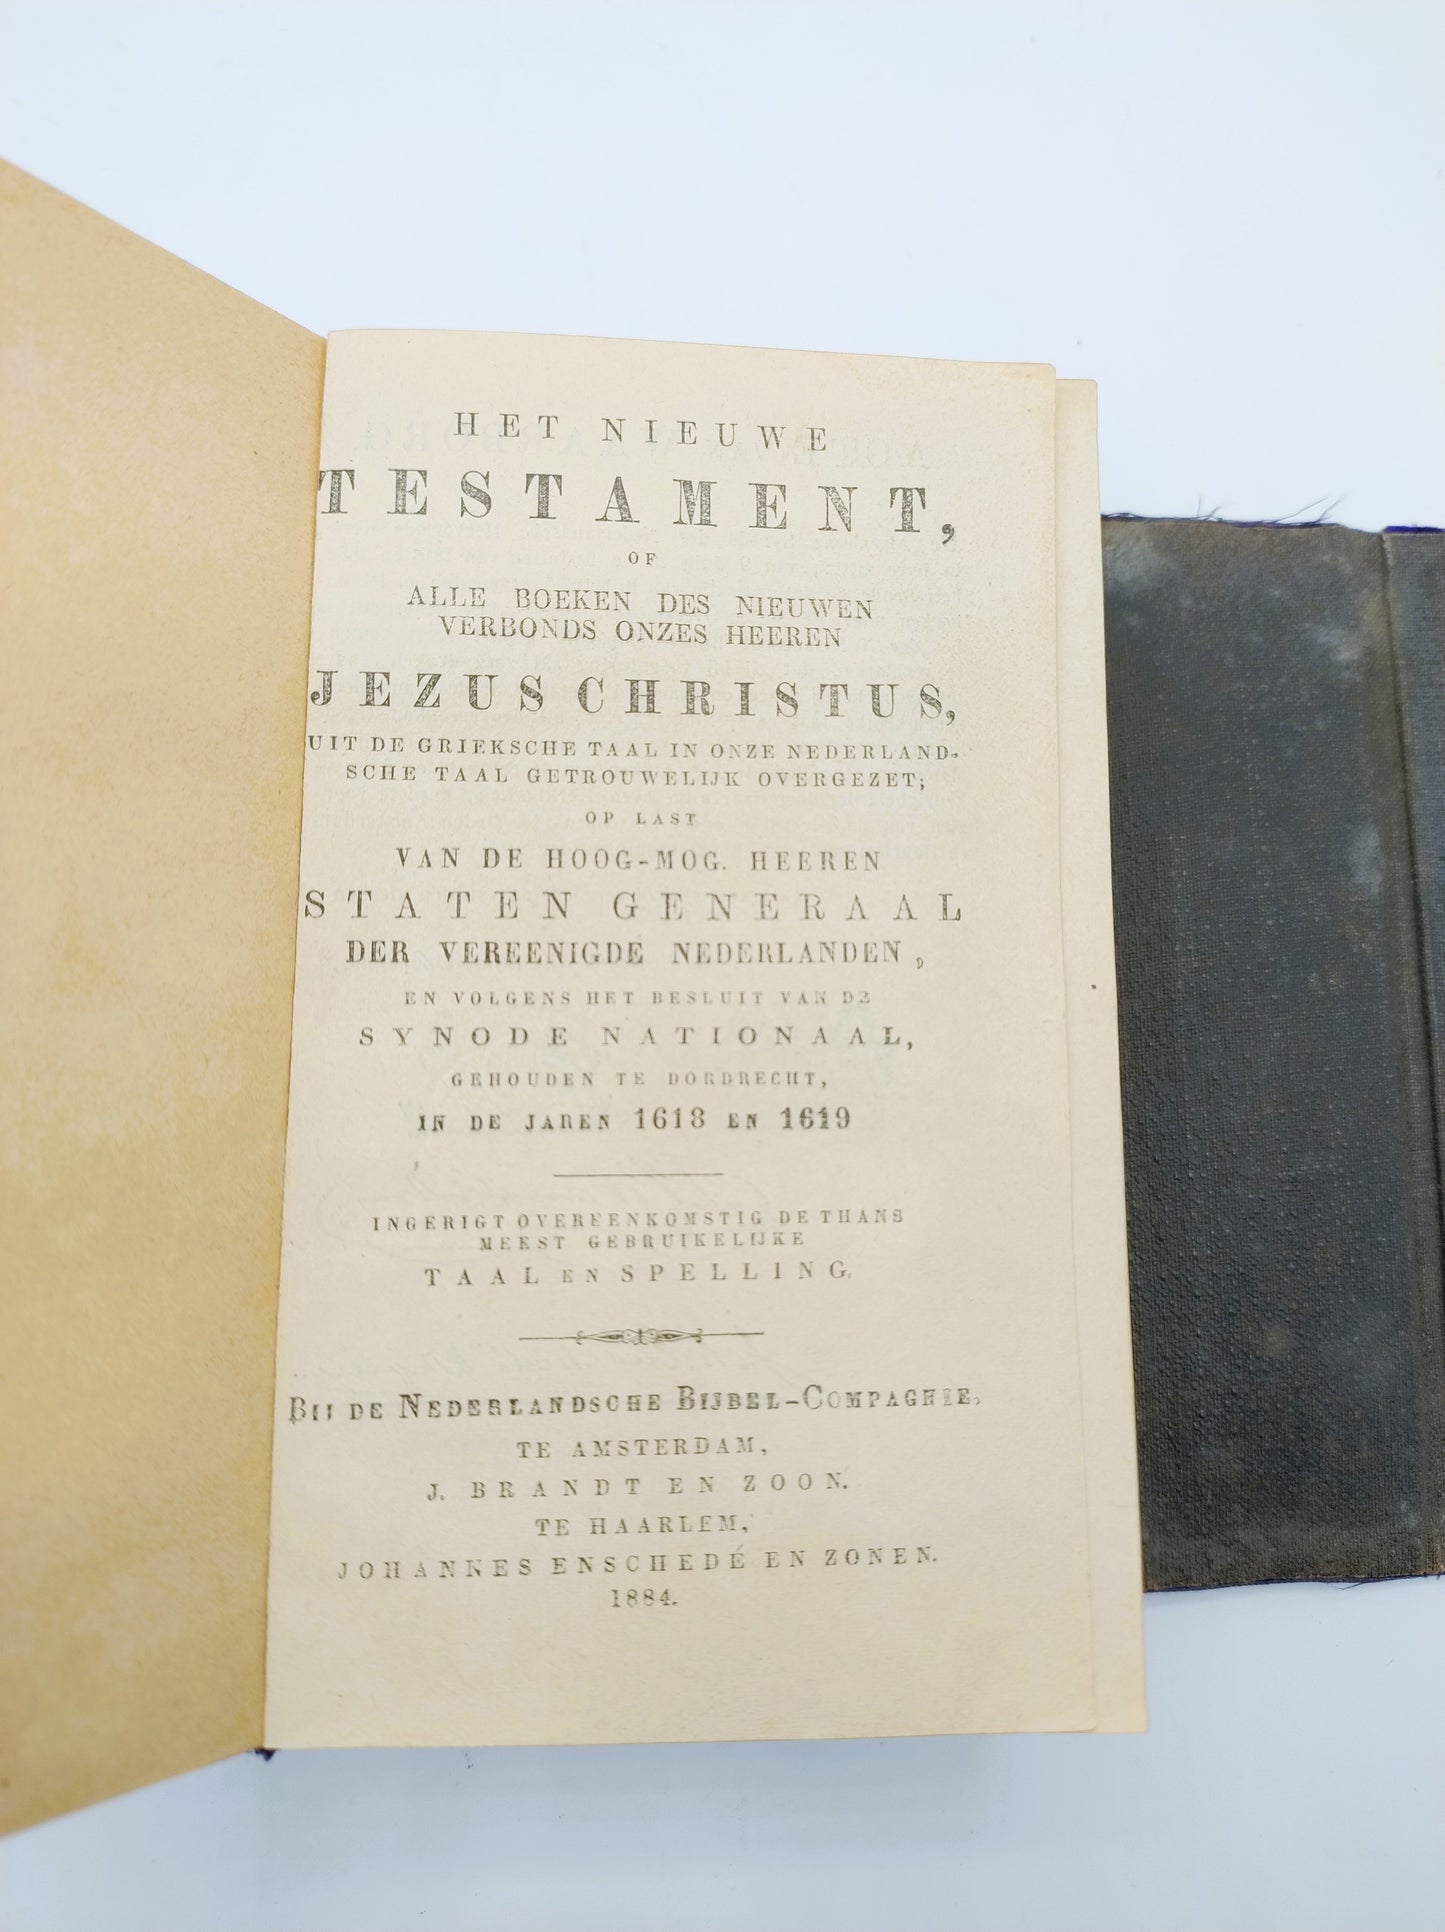 HET NIEUWE
TESTAMENT,
OF
ALLE BOEKEN DES NIEUWEN
VERBONDS ONZES HEEREN
JEZUS CHRISTUS,
UIT DE GRIEKSCHE TAAL IN ONZE NEDERLAND-
SCHE TAAL GETROUWELIJK OVERGEZET;
OP LAST
VAN DE HOOG-MOG. HEEREN
STATEN GENERAAL
DER VEREENIGDE NEDERLANDEN,
EN VOLGENS HET BESLUIT VAN DE
SYNODE NATIONAAL,
GEHOUDEN TE DORDRECHT,
IN DE JAREN 1618 EN 1619
INGERIGT OVEREENKOMSTIG DE THANS
MEEST GEBRUIKELIJKE
TAAL EN SPELLING.
BIJ DE NEDERLANDSCHE BIJBEL-COMPAGNIE,
TE AMSTERDAM,
J. BRANDT EN ZOON.
TE HAARLEM,
JOHANNES ENSCHEDÉ EN ZONEN.
1884.